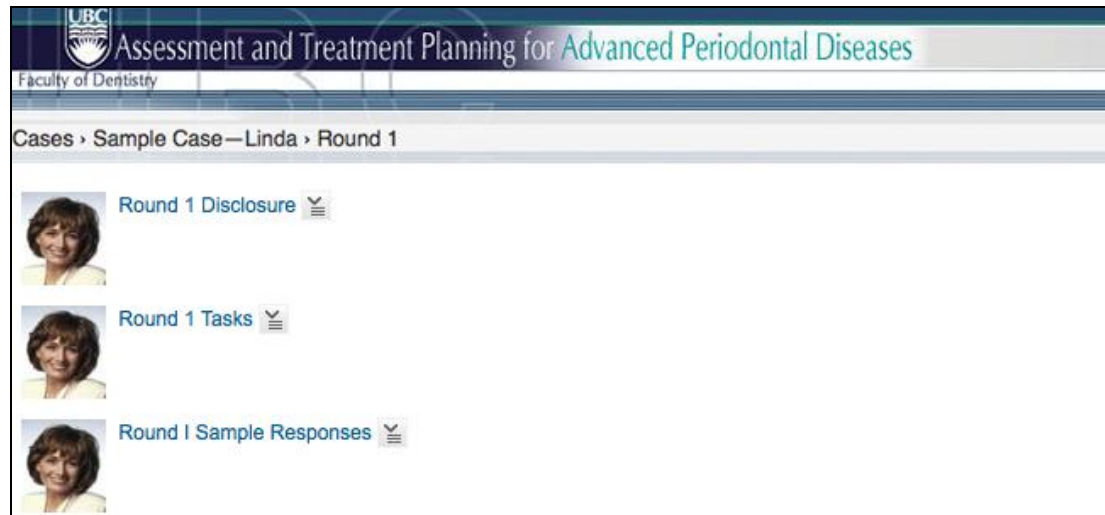 UBC
Assessment and Treatment Planning for Advanced Periodontal Diseases
Faculty of Dentistry
Cases › Sample Case—Linda › Round 1
Round 1 Disclosure
Round 1 Tasks
Round I Sample Responses